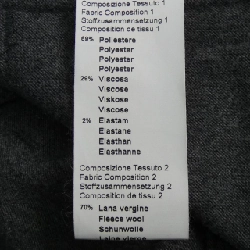 Composizione Tessuto 1
Fabric Composition 1
Stoffzusammensetzung 1
Composition de tissu 1
69% Poliestere
Polyester
Polyester
Polyester
26% Viscosa
Viscose
Viskose
Viscose
5% Elastam
Elastane
Elasthan
Elasthanne
Composizione Tessuto 2
Fabric Composition 2
Stoffzusammensetzung 2
Composition de tissu 2
70% Lana vergine
Fleece wool
Schurwolle
Laine vierge